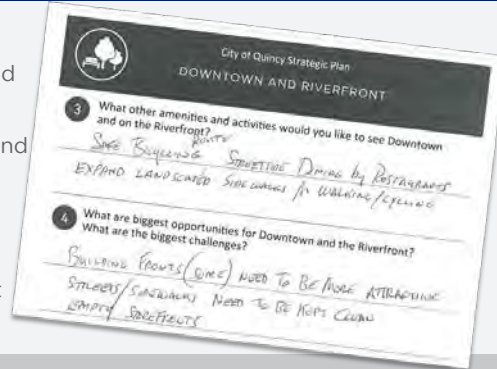 d
nd
t
City of Quincy Strategic Plan
DOWNTOWN AND RIVERFRONT
3 What other amenities and activities would you like to see Downtown
and on the Riverfront?
ROUTE
SAFE DINING by RESTAURANTS
EXPAND LANDSCAPED SIDEWALKS WALKING/CYCLING
4 What are biggest opportunities for Downtown and the Riverfront?
What are the biggest challenges?
BUILDING FRONTS (SOME) NEED TO BE MORE ATTRACTIVE
STREETS/SIDEWALKS NEED TO BE KEPT CLEAN
EMPTY STOREFRONTS